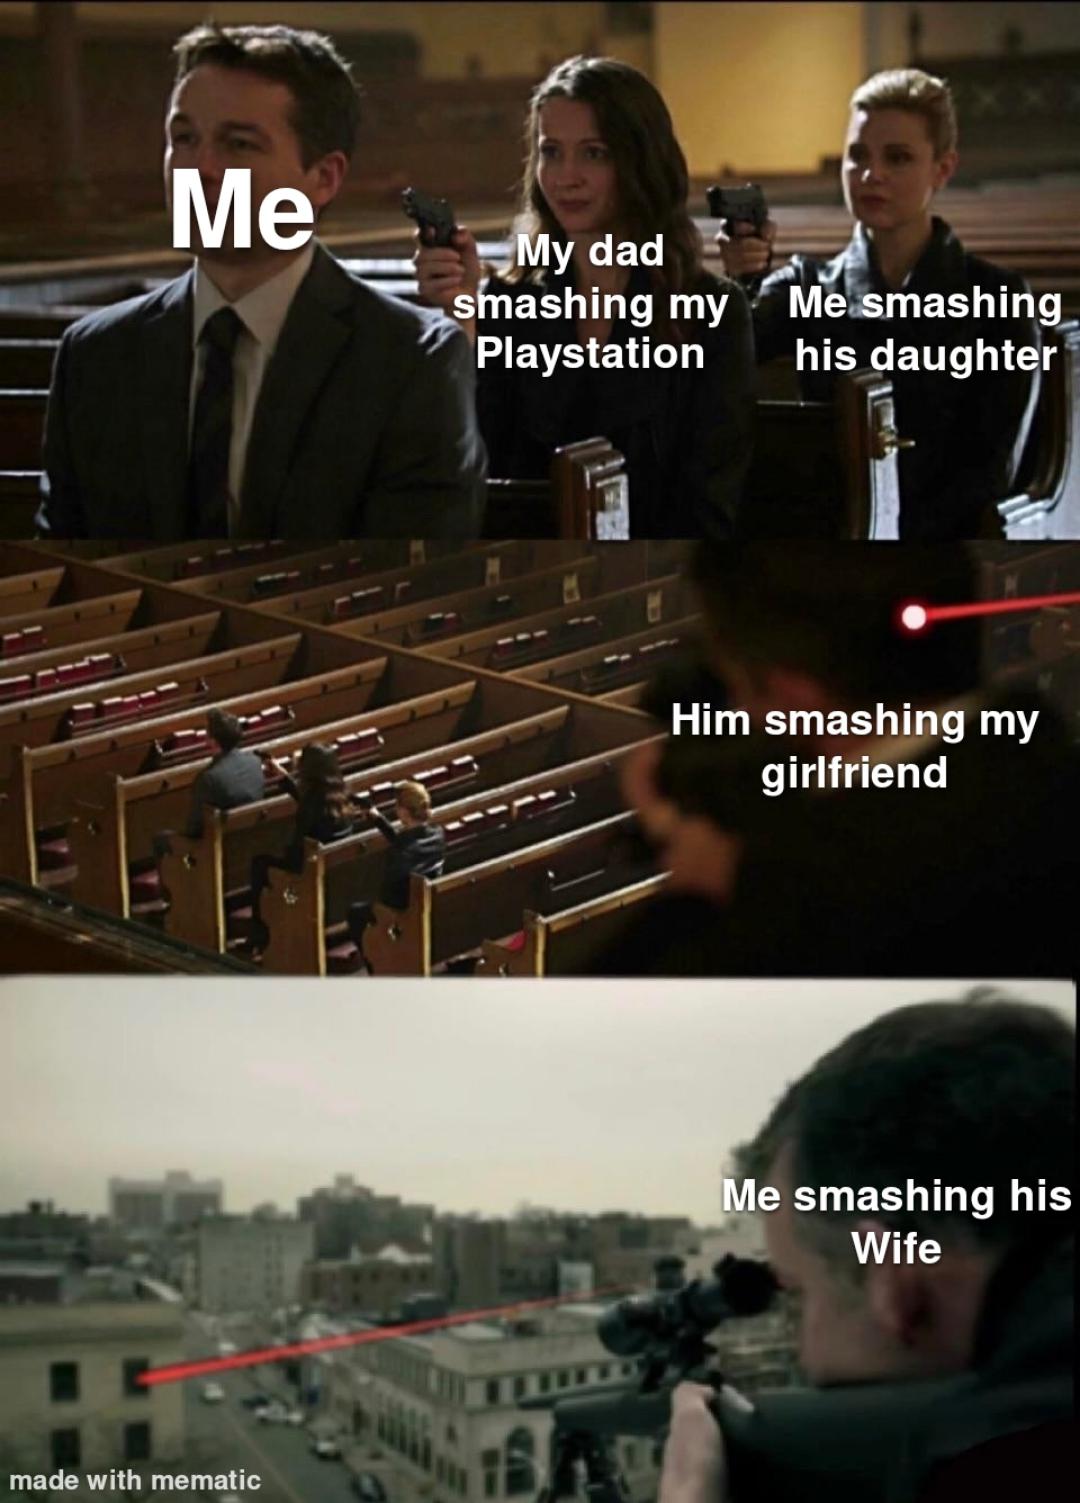 Me
My dad
smashing my
Playstation
Me smashing
his daughter
Him smashing my
girlfriend
Me smashing his
Wife
made with mematic